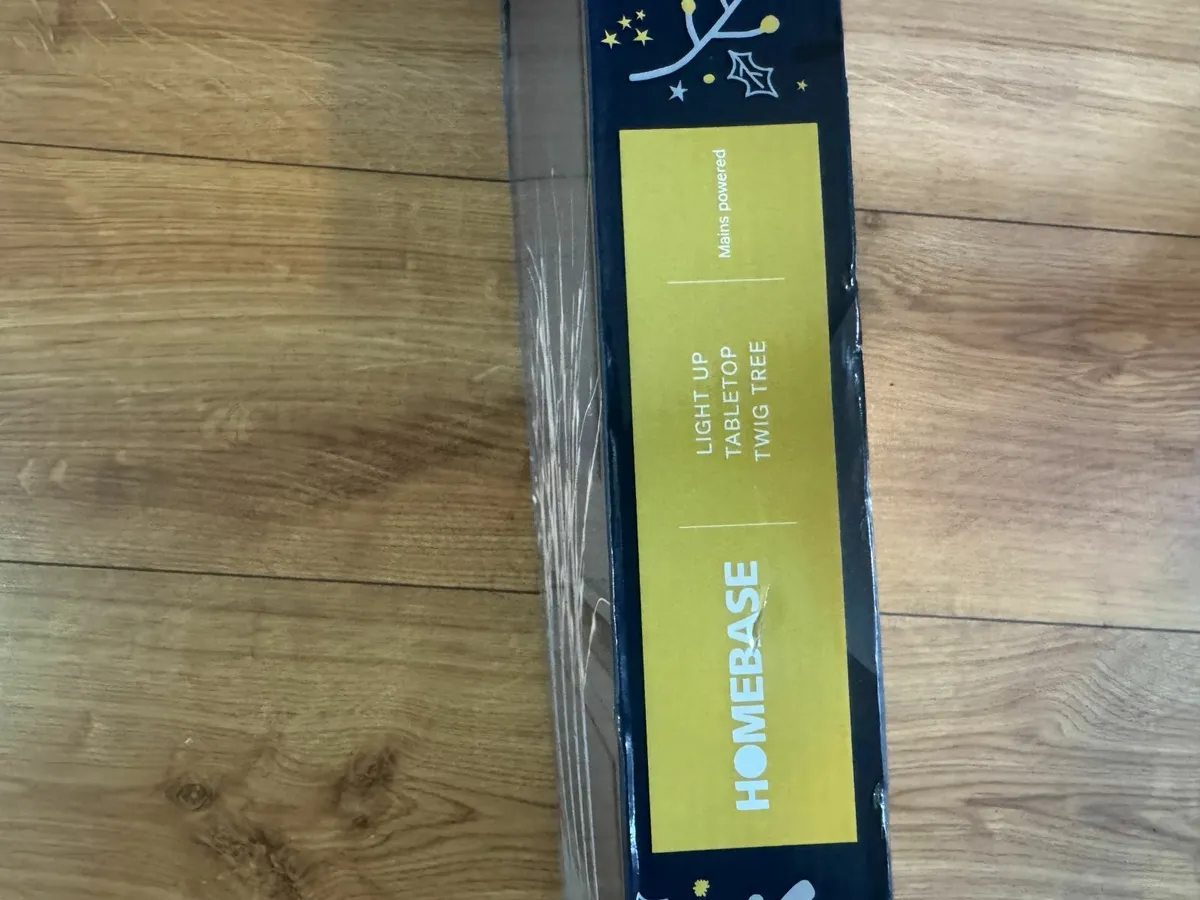 HOMEBASE
LIGHT UP
TABLETOP
TWIG TREE
Mains powered